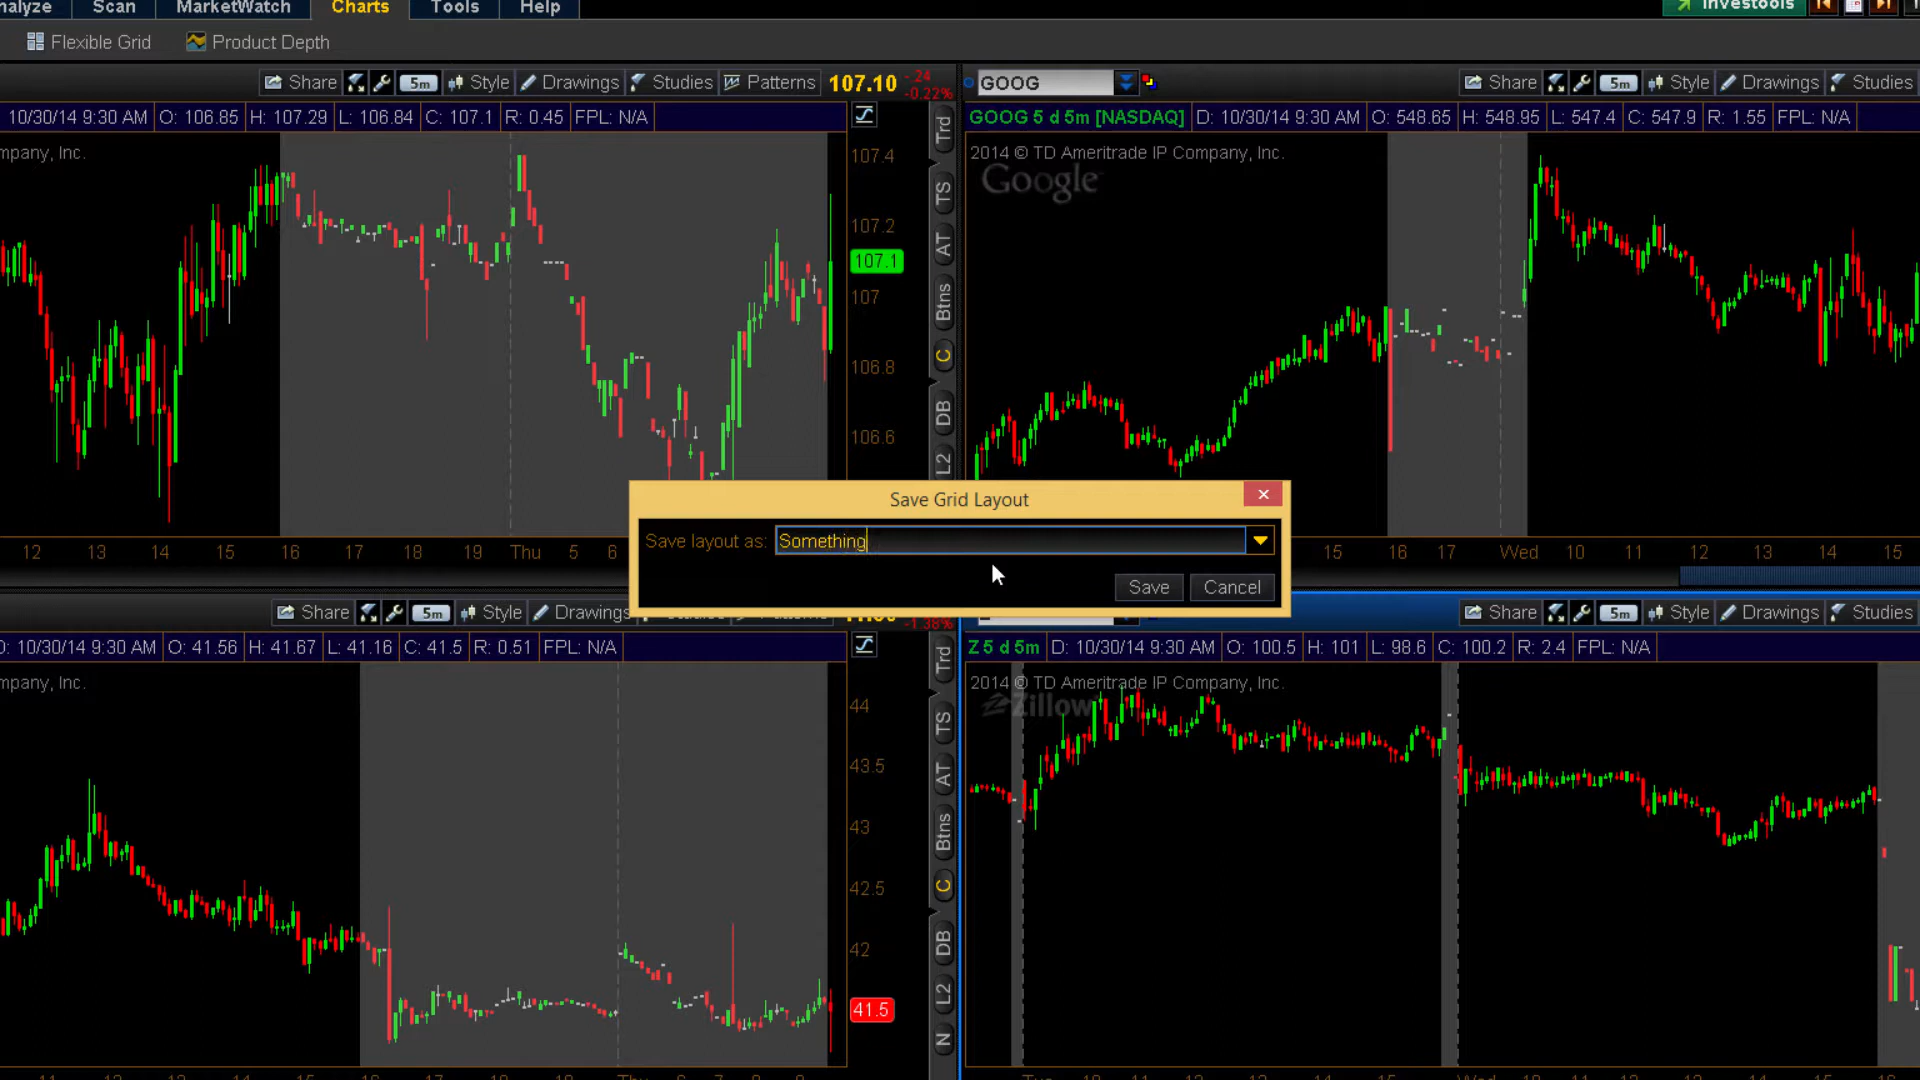 Scan MarketWatch Charts Tools Help
Flexible Grid Product Depth
Share 5m Style Drawings Studies Patterns 107.10 -.24 -0.22%
GOOG Share 5m Style Drawings Studies
10/30/14 9:30 AM O: 106.85 H: 107.29 L: 106.84 C: 107.1 R: 0.45 FPL: N/A
GOOG 5 d 5m [NASDAQ] D: 10/30/14 9:30 AM O: 548.65 H: 548.95 L: 547.4 C: 547.9 R: 1.55 FPL: N/A
mpany, Inc.
2014 © TD Ameritrade IP Company, Inc.
Google
107.4
107.2
107.1
107
106.8
106.6
Trd
TS
AT
Btns
C
DB
L2
Save Grid Layout
Save layout as: Something
Save Cancel
12 13 14 15 16 17 18 19 20 Thu 5 6
15 16 17 Wed 10 11 12 13 14 15
Share 5m Style Drawings
-1.38%
Share 5m Style Drawings Studies
D: 10/30/14 9:30 AM O: 41.56 H: 41.67 L: 41.16 C: 41.5 R: 0.51 FPL: N/A
Z 5 d 5m D: 10/30/14 9:30 AM O: 100.5 H: 101 L: 98.6 C: 100.2 R: 2.4 FPL: N/A
mpany, Inc.
2014 © TD Ameritrade IP Company, Inc.
Zillow
44
43.5
43
42.5
42
41.5
Trd
TS
AT
Btns
C
DB
L2
N